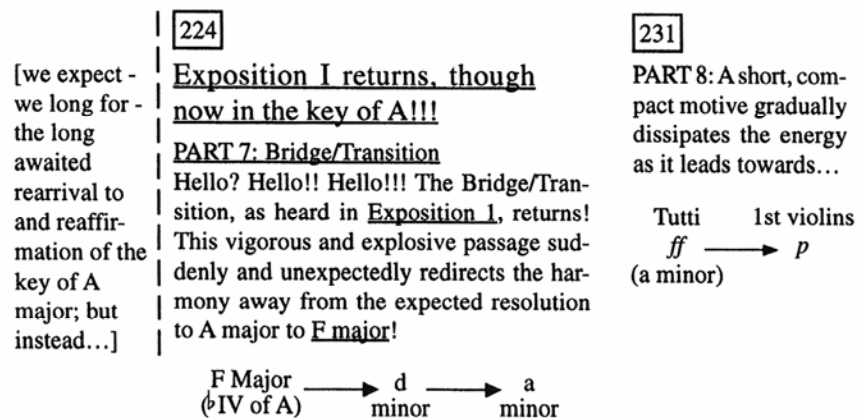 [we expect -
we long for -
the long
awaited
rearrival to
and reaffir-
mation of the
key of A
major; but
instead...]
224
Exposition I returns, though
now in the key of A!!!
PART 7: Bridge/Transition
Hello? Hello!! Hello!!! The Bridge/Tran-
sition, as heard in Exposition 1, returns!
This vigorous and explosive passage sud-
denly and unexpectedly redirects the har-
mony away from the expected resolution
to A major to F major!
F Major → d → a
(♭IV of A) minor minor
231
PART 8: A short, com-
pact motive gradually
dissipates the energy
as it leads towards...
Tutti 1st violins
ff → p
(a minor)